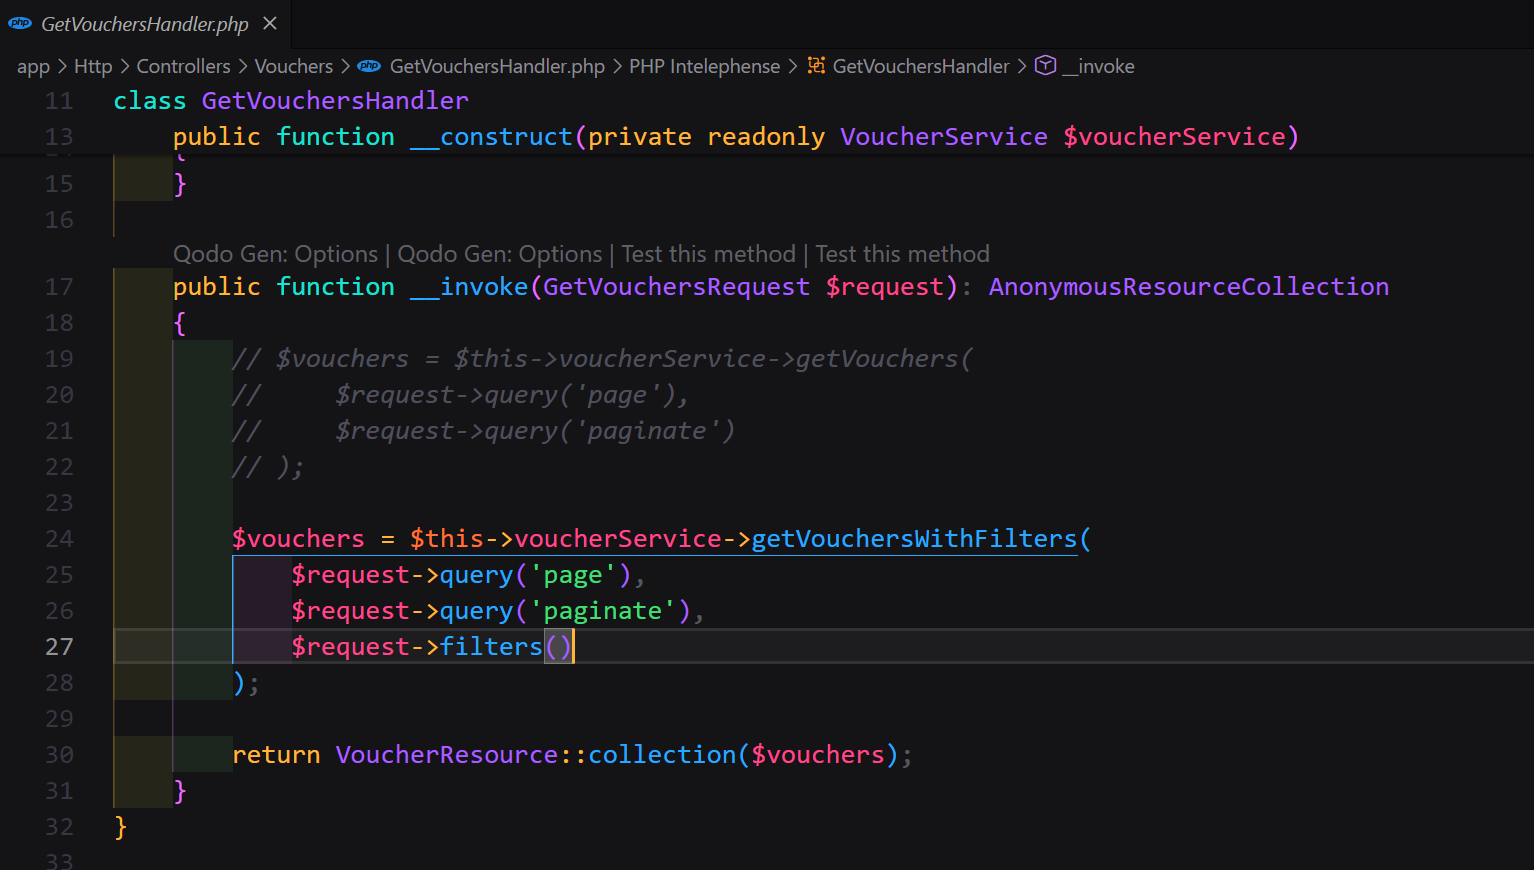 php GetVouchersHandler.php ×
app > Http > Controllers > Vouchers > php GetVouchersHandler.php > PHP Intelephense > GetVouchersHandler > __invoke
11 class GetVouchersHandler
13     public function __construct(private readonly VoucherService $voucherService)
14     {
15     }
16
Qodo Gen: Options | Qodo Gen: Options | Test this method | Test this method
17     public function __invoke(GetVouchersRequest $request): AnonymousResourceCollection
18     {
19         // $vouchers = $this->voucherService->getVouchers(
20         //     $request->query('page'),
21         //     $request->query('paginate')
22         // );
23
24         $vouchers = $this->voucherService->getVouchersWithFilters(
25             $request->query('page'),
26             $request->query('paginate'),
27             $request->filters()
28         );
29
30         return VoucherResource::collection($vouchers);
31     }
32 }
33